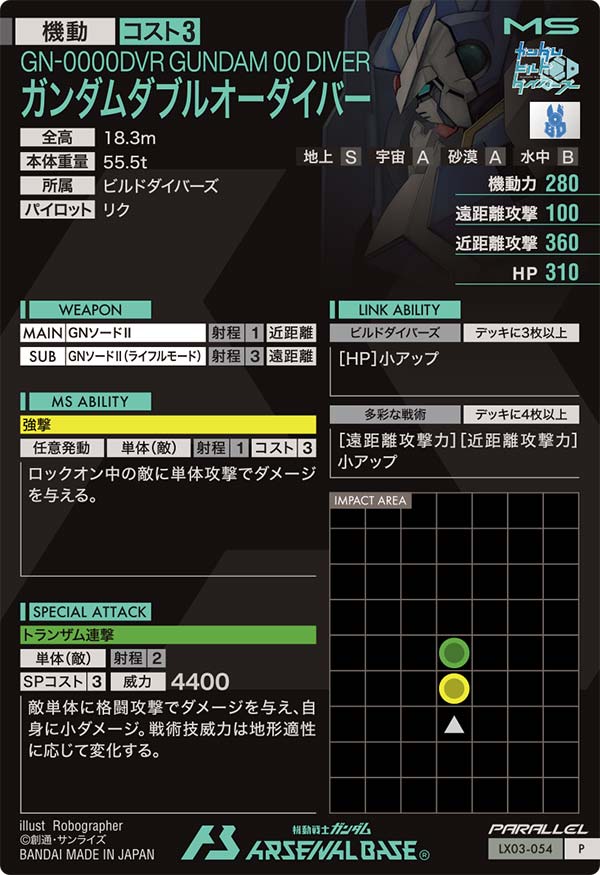 機動 コスト3 MS
GN-0000DVR GUNDAM 00 DIVER
ガンダムダブルオーダイバー
ガンダム
ビルド
ダイバーズ
全高 18.3m
本体重量 55.5t
所属 ビルドダイバーズ
パイロット リク
地上 S 宇宙 A 砂漠 A 水中 B
機動力 280
遠距離攻撃 100
近距離攻撃 360
HP 310
WEAPON
MAIN GNソードⅡ 射程 1 近距離
SUB GNソードⅡ(ライフルモード) 射程 3 遠距離
MS ABILITY
強撃
任意発動 単体(敵) 射程 1 コスト 3
ロックオン中の敵に単体攻撃でダメージ
を与える。
SPECIAL ATTACK
トランザム連撃
単体(敵) 射程 2
SPコスト 3 威力 4400
敵単体に格闘攻撃でダメージを与え、自
身に小ダメージ。戦術技威力は地形適性
に応じて変化する。
LINK ABILITY
ビルドダイバーズ デッキに3枚以上
[HP]小アップ
多彩な戦術 デッキに4枚以上
[遠距離攻撃力][近距離攻撃力]
小アップ
IMPACT AREA
illust Robographer
©創通・サンライズ
BANDAI MADE IN JAPAN
機動戦士ガンダム
AB ARSENAL BASE®
PARALLEL
LX03-054 P